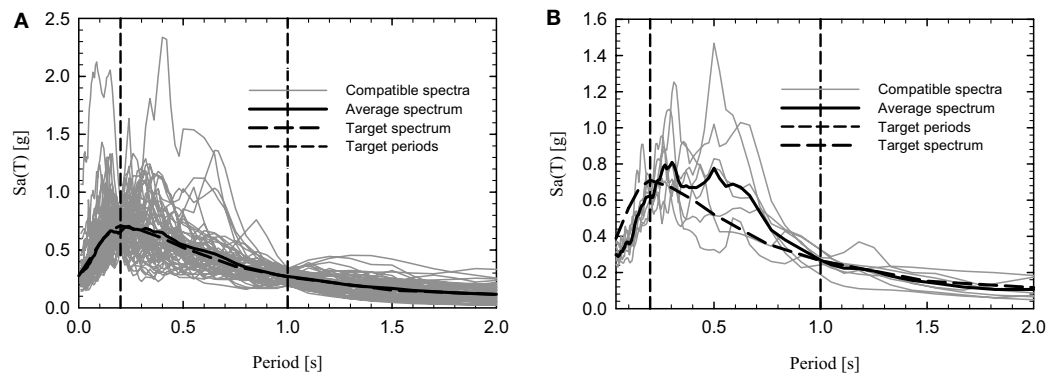 A
2.5
2.0
1.5
1.0
0.5
0.0
Sa(T) [g]
Compatible spectra
Average spectrum
Target spectrum
Target periods
0.0 0.5 1.0 1.5 2.0
Period [s]
B
1.6
1.4
1.2
1.0
0.8
0.6
0.4
0.2
0.0
Sa(T) [g]
Compatible spectra
Average spectrum
Target periods
Target spectrum
0.5 1.0 1.5 2.0
Period [s]